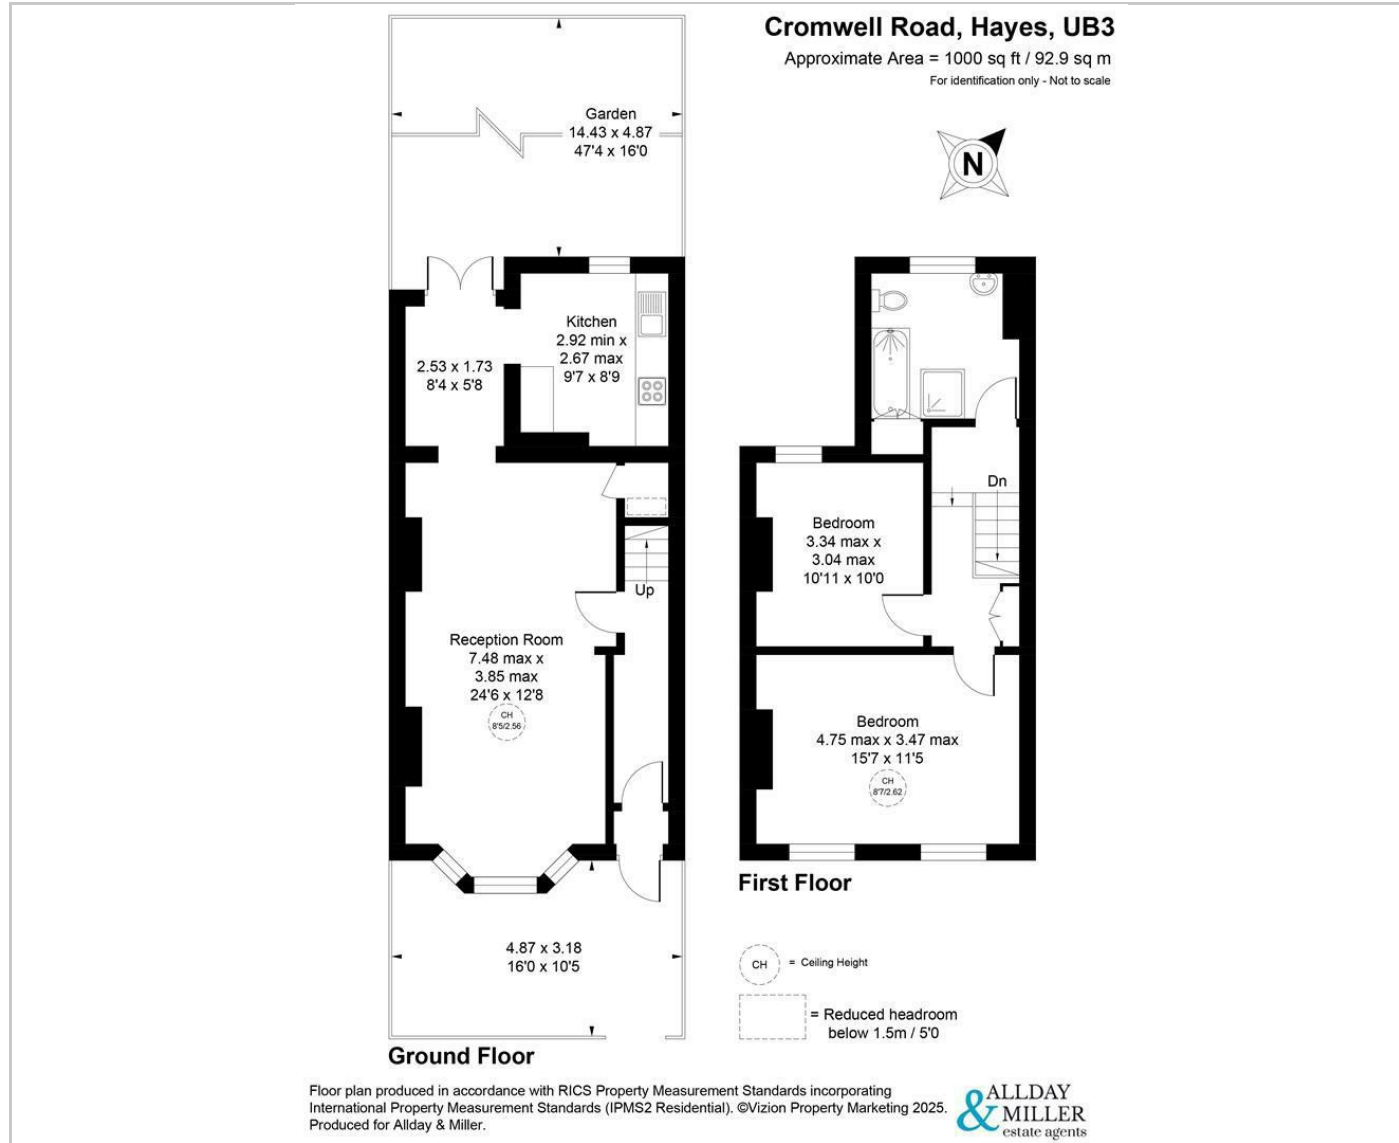 Cromwell Road, Hayes, UB3
Approximate Area = 1000 sq ft / 92.9 sq m
For identification only - Not to scale
N
Garden
14.43 x 4.87
47'4 x 16'0
Kitchen
2.92 min x
2.67 max
9'7 x 8'9
2.53 x 1.73
8'4 x 5'8
Up
Reception Room
7.48 max x
3.85 max
24'6 x 12'8
CH
8'5/2.56
4.87 x 3.18
16'0 x 10'5
Ground Floor
Dn
Bedroom
3.34 max x
3.04 max
10'11 x 10'0
Bedroom
4.75 max x 3.47 max
15'7 x 11'5
CH
8'7/2.62
First Floor
CH = Ceiling Height
= Reduced headroom
below 1.5m / 5'0
Floor plan produced in accordance with RICS Property Measurement Standards incorporating
International Property Measurement Standards (IPMS2 Residential). ©Vizion Property Marketing 2025.
Produced for Allday & Miller.
ALLDAY
& MILLER
estate agents